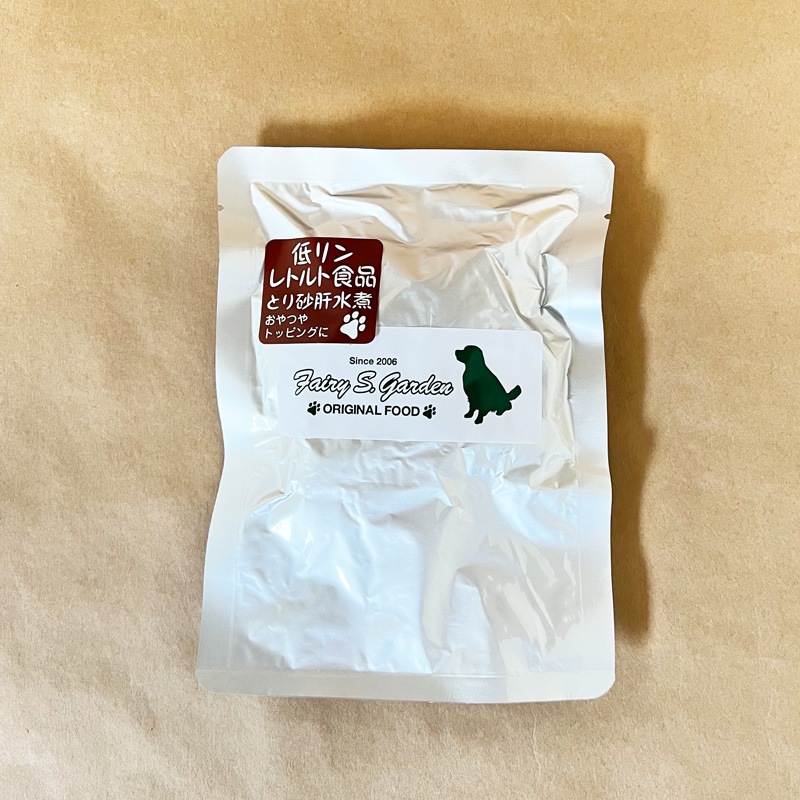 低リン
レトルト食品
とり砂肝水煮
おやつや
トッピングに
Since 2006
Fairy S. Garden
ORIGINAL FOOD